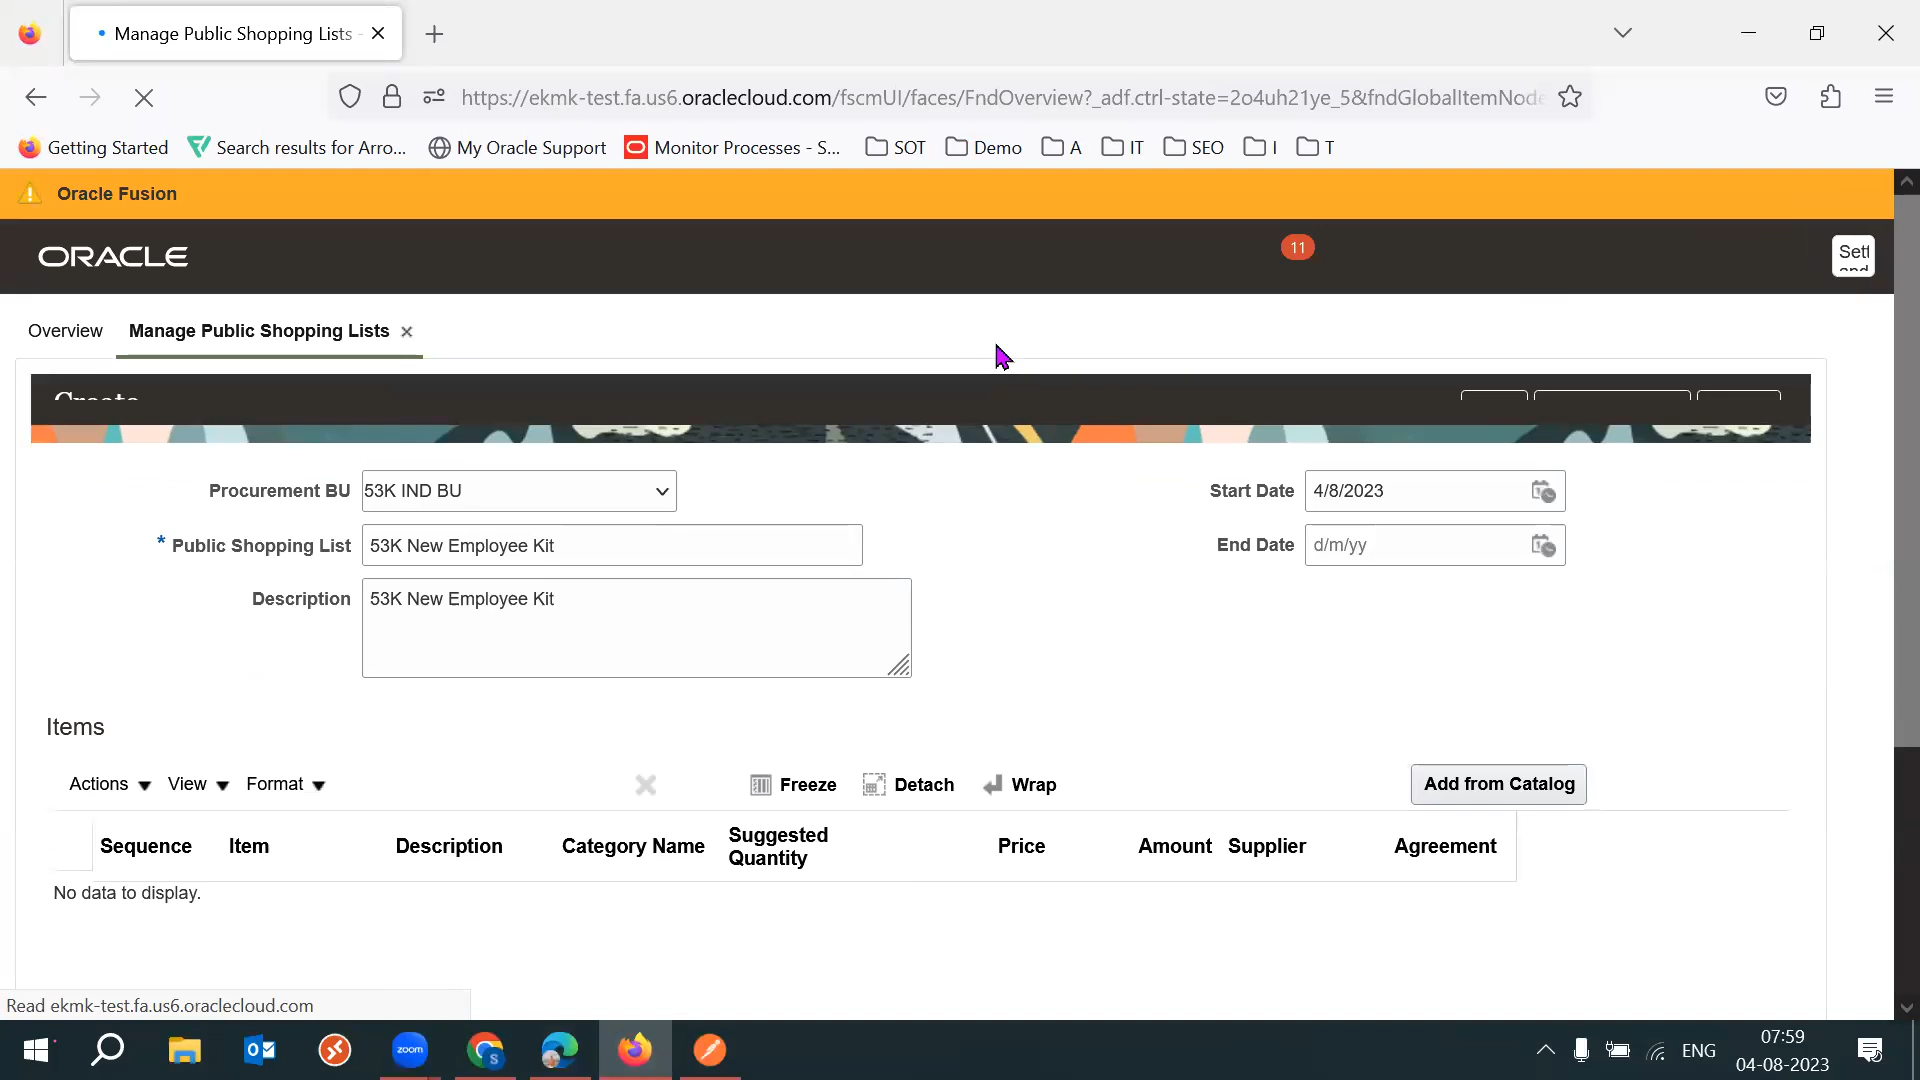 Manage Public Shopping Lists -
https://ekmk-test.fa.us6.oraclecloud.com/fscmUI/faces/FndOverview?_adf.ctrl-state=2o4uh21ye_5&fndGlobalItemNode
Getting Started
Search results for Arro...
My Oracle Support
Monitor Processes - S...
SOT
Demo
A
IT
SEO
I
T
Oracle Fusion
ORACLE
11
Overview
Manage Public Shopping Lists
Procurement BU
53K IND BU
Start Date
4/8/2023
* Public Shopping List
53K New Employee Kit
End Date
d/m/yy
Description
53K New Employee Kit
Items
Actions
View
Format
Freeze
Detach
Wrap
Add from Catalog
Sequence
Item
Description
Category Name
Suggested
Quantity
Price
Amount
Supplier
Agreement
No data to display.
Read ekmk-test.fa.us6.oraclecloud.com
zoom
S
ENG
07:59
04-08-2023